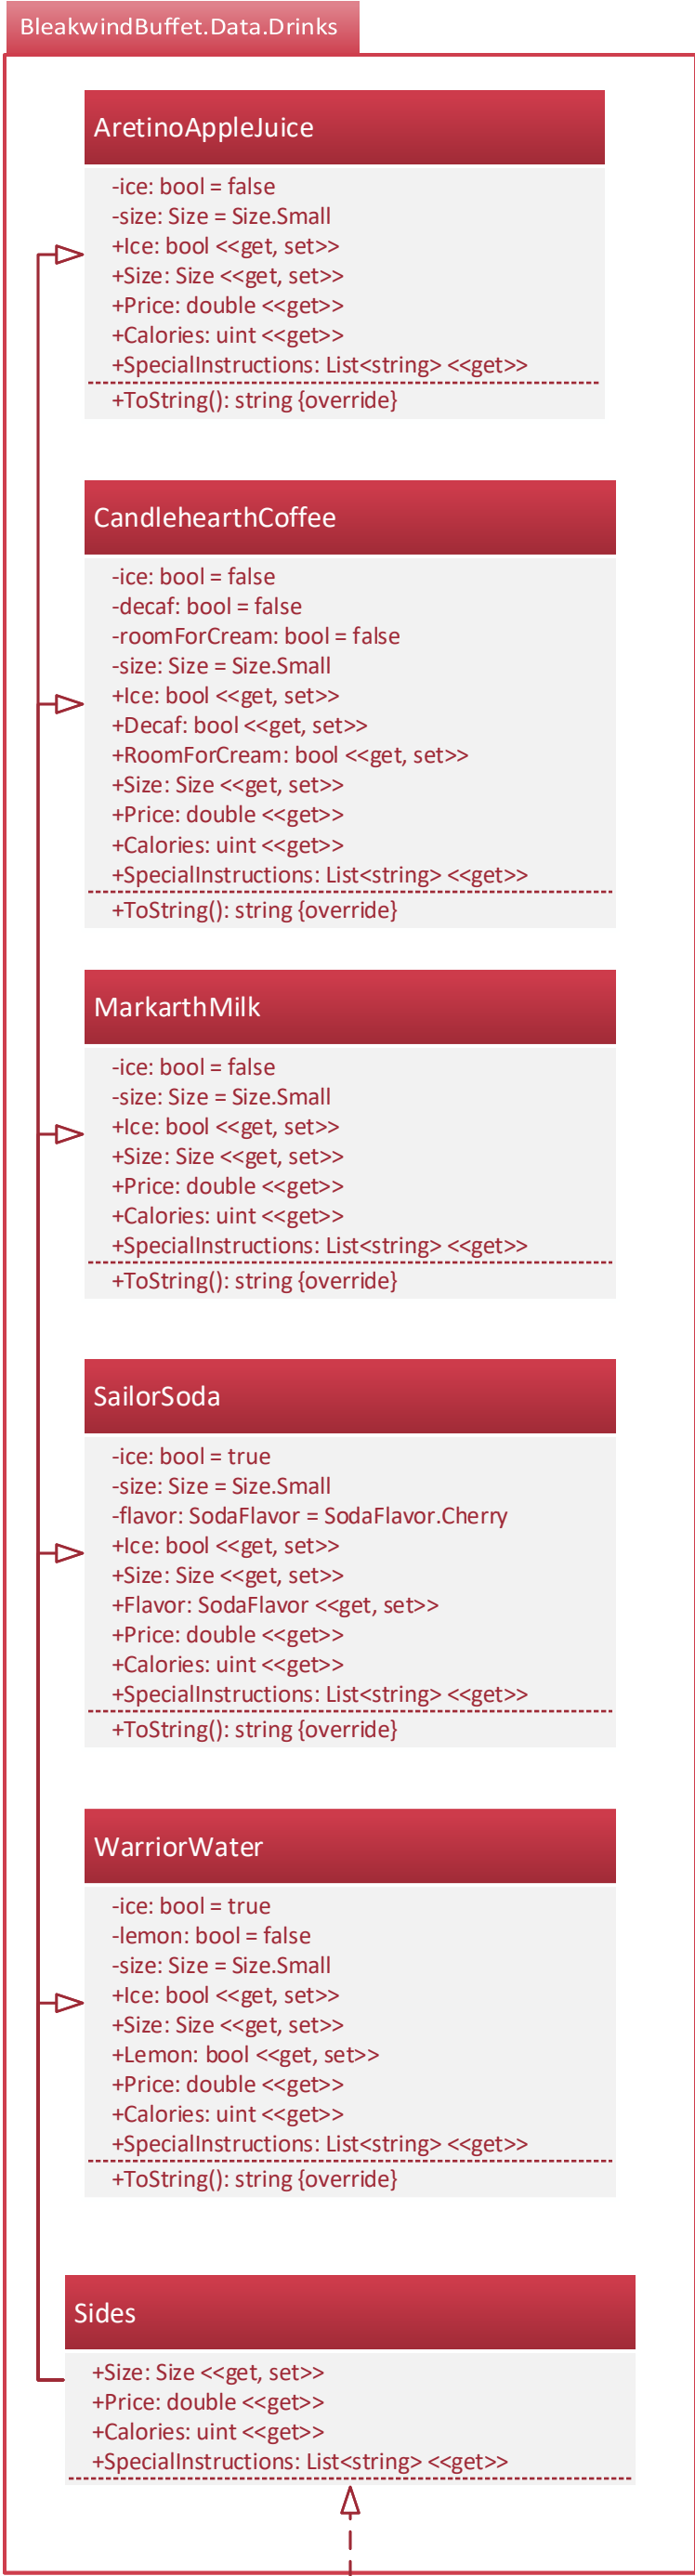 BleakwindBuffet.Data.Drinks
AretinoAppleJuice
-ice: bool = false
-size: Size = Size.Small
+Ice: bool <<get, set>>
+Size: Size <<get, set>>
+Price: double <<get>>
+Calories: uint <<get>>
+SpecialInstructions: List<string> <<get>>
+ToString(): string {override}
CandlehearthCoffee
-ice: bool = false
-decaf: bool = false
-roomForCream: bool = false
-size: Size = Size.Small
+Ice: bool <<get, set>>
+Decaf: bool <<get, set>>
+RoomForCream: bool <<get, set>>
+Size: Size <<get, set>>
+Price: double <<get>>
+Calories: uint <<get>>
+SpecialInstructions: List<string> <<get>>
+ToString(): string {override}
MarkarthMilk
-ice: bool = false
-size: Size = Size.Small
+Ice: bool <<get, set>>
+Size: Size <<get, set>>
+Price: double <<get>>
+Calories: uint <<get>>
+SpecialInstructions: List<string> <<get>>
+ToString(): string {override}
SailorSoda
-ice: bool = true
-size: Size = Size.Small
-flavor: SodaFlavor = SodaFlavor.Cherry
+Ice: bool <<get, set>>
+Size: Size <<get, set>>
+Flavor: SodaFlavor <<get, set>>
+Price: double <<get>>
+Calories: uint <<get>>
+SpecialInstructions: List<string> <<get>>
+ToString(): string {override}
WarriorWater
-ice: bool = true
-lemon: bool = false
-size: Size = Size.Small
+Ice: bool <<get, set>>
+Size: Size <<get, set>>
+Lemon: bool <<get, set>>
+Price: double <<get>>
+Calories: uint <<get>>
+SpecialInstructions: List<string> <<get>>
+ToString(): string {override}
Sides
+Size: Size <<get, set>>
+Price: double <<get>>
+Calories: uint <<get>>
+SpecialInstructions: List<string> <<get>>